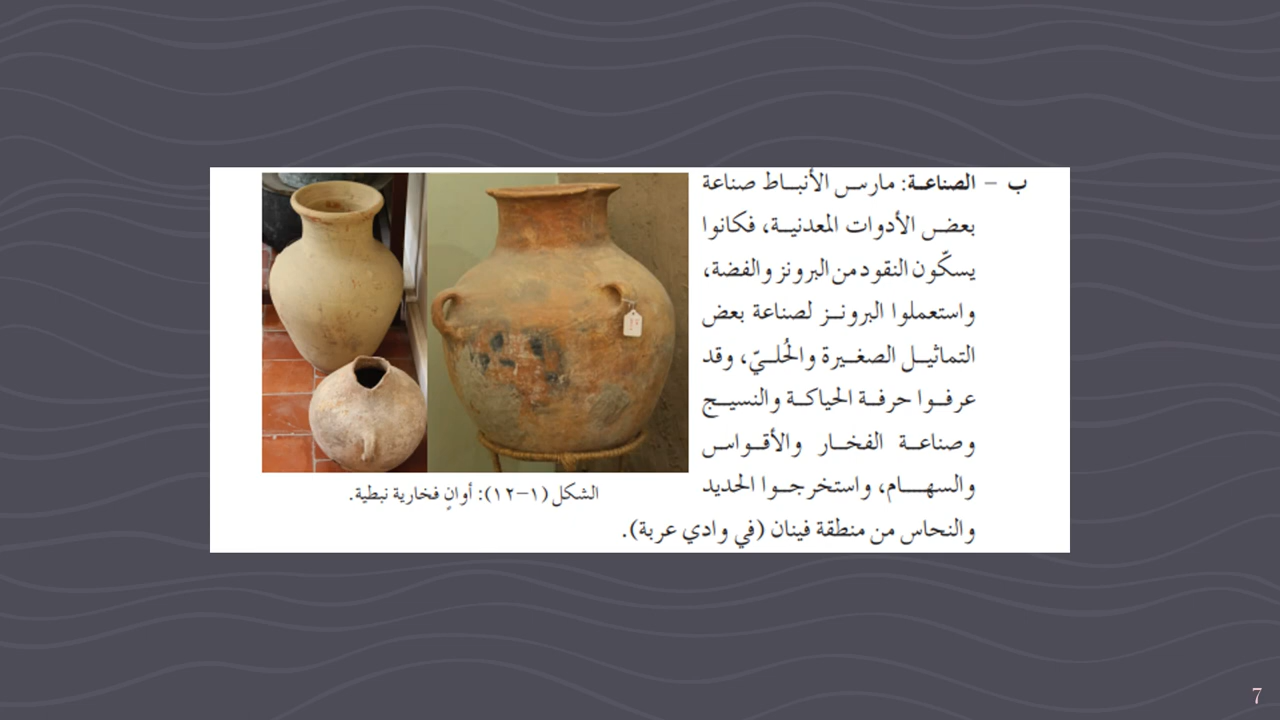 ب - الصناعة: مارس الأنباط صناعة
بعض الأدوات المعدنية، فكانوا
يسكّون النقود من البرونز والفضة،
واستعملوا البرونز لصناعة بعض
التماثيل الصغيرة والحُليّ، وقد
عرفوا حرفة الحياكة والنسيج
وصناعة الفخار والأقواس
والسهام، واستخرجوا الحديد
والنحاس من منطقة فينان (في وادي عربة).
الشكل (١-١٢): أوانٍ فخارية نبطية.
7